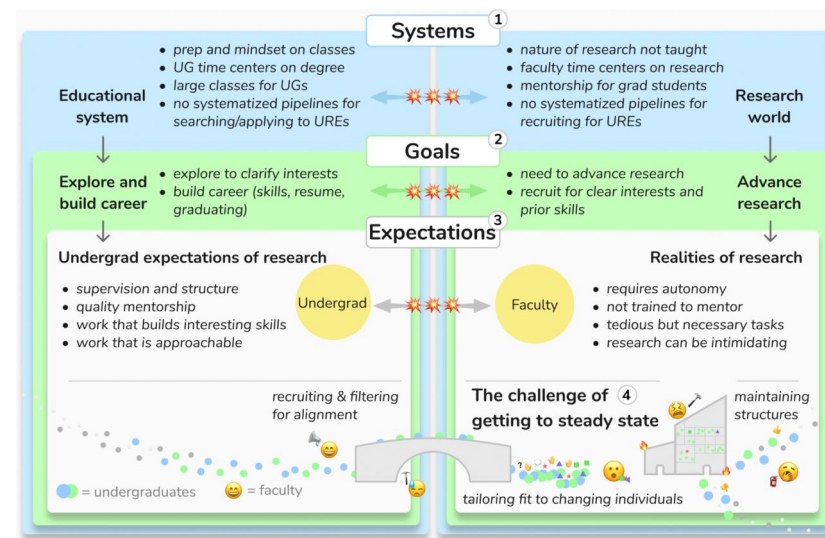 Systems
1
• prep and mindset on classes
• UG time centers on degree
• large classes for UGs
• no systematized pipelines for
searching/applying to UREs
Educational
system
• nature of research not taught
• faculty time centers on research
• mentorship for grad students
• no systematized pipelines for
recruiting for UREs
Research
world
Goals
2
Explore and
build career
• explore to clarify interests
• build career (skills, resume,
graduating)
• need to advance research
• recruit for clear interests and
prior skills
Advance
research
Expectations
3
Undergrad expectations of research
• supervision and structure
• quality mentorship
• work that builds interesting skills
• work that is approachable
Undergrad
Faculty
Realities of research
• requires autonomy
• not trained to mentor
• tedious but necessary tasks
• research can be intimidating
recruiting & filtering
for alignment
The challenge of 4
getting to steady state
maintaining
structures
= undergraduates
= faculty
tailoring fit to changing individuals